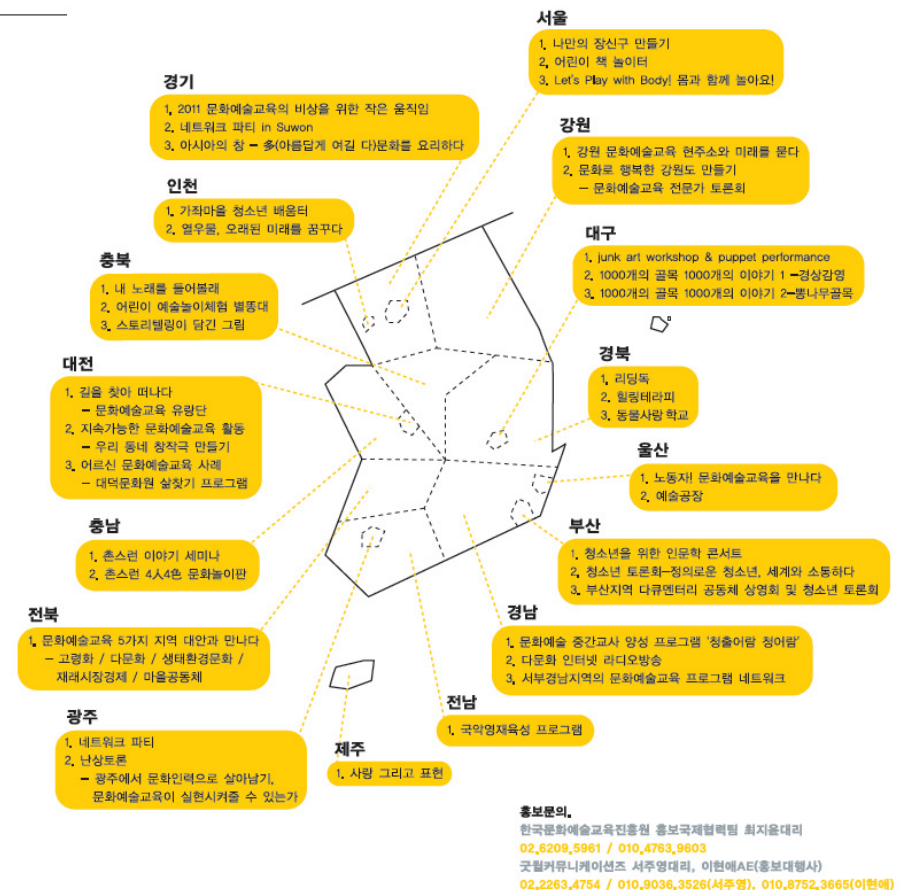 서울
1. 나만의 장신구 만들기
2. 어린이 책 놀이터
3. Let's Play with Body! 몸과 함께 놀아요!
경기
1. 2011 문화예술교육의 비상을 위한 작은 움직임
2. 네트워크 파티 in Suwon
3. 아시아의 창 - 多(아름답게 여길 다)문화를 요리하다
강원
1. 강원 문화예술교육 현주소와 미래를 묻다
2. 문화로 행복한 강원도 만들기
- 문화예술교육 전문가 토론회
인천
1. 가좌마을 청소년 배움터
2. 열우물, 오래된 미래를 꿈꾸다
대구
1. junk art workshop & puppet performance
2. 1000개의 골목 1000개의 이야기 1 -경상감영
3. 1000개의 골목 1000개의 이야기 2-뽕나무골목
충북
1. 내 노래를 들어볼래
2. 어린이 예술놀이체험 별똥대
3. 스토리텔링이 담긴 그림
경북
1. 리딩독
2. 힐링테라피
3. 동물사랑학교
대전
1. 길을 찾아 떠나다
- 문화예술교육 유랑단
2. 지속가능한 문화예술교육 활동
- 우리 동네 창작극 만들기
3. 어르신 문화예술교육 사례
- 대덕문화원 삶찾기 프로그램
울산
1. 노동자! 문화예술교육을 만나다
2. 예술공장
충남
1. 촌스런 이야기 세미나
2. 촌스런 4人4色 문화놀이판
부산
1. 청소년을 위한 인문학 콘서트
2. 청소년 토론회-정의로운 청소년, 세계와 소통하다
3. 부산지역 다큐멘터리 공동체 상영회 및 청소년 토론회
전북
1. 문화예술교육 5가지 지역 대안과 만나다
- 고령화 / 다문화 / 생태환경문화 /
재래시장경제 / 마을공동체
경남
1. 문화예술 중간교사 양성 프로그램 '청출어람 청어람'
2. 다문화 인터넷 라디오방송
3. 서부경남지역의 문화예술교육 프로그램 네트워크
광주
1. 네트워크 파티
2. 난상토론
- 광주에서 문화인력으로 살아남기,
문화예술교육이 실현시켜줄 수 있는가
전남
1. 국악영재육성 프로그램
제주
1. 사랑 그리고 표현
홍보문의.
한국문화예술교육진흥원 홍보국제협력팀 최지윤대리
02.6209.5961 / 010.4763.9603
굿윌커뮤니케이션즈 서주영대리, 이현애AE(홍보대행사)
02.2263.4754 / 010.9036.3526(서주영), 010.8752.3665(이현애)